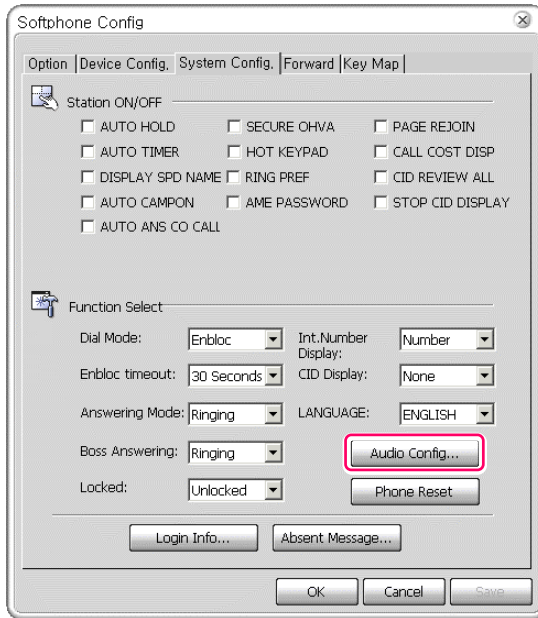 Softphone Config
Option Device Config. System Config. Forward Key Map
Station ON/OFF
AUTO HOLD SECURE OHVA PAGE REJOIN
AUTO TIMER HOT KEYPAD CALL COST DISP
DISPLAY SPD NAME RING PREF CID REVIEW ALL
AUTO CAMPON AME PASSWORD STOP CID DISPLAY
AUTO ANS CO CALL
Function Select
Dial Mode: Enbloc Int.Number Display: Number
Enbloc timeout: 30 Seconds CID Display: None
Answering Mode: Ringing LANGUAGE: ENGLISH
Boss Answering: Ringing Audio Config...
Locked: Unlocked Phone Reset
Login Info... Absent Message...
OK Cancel Save